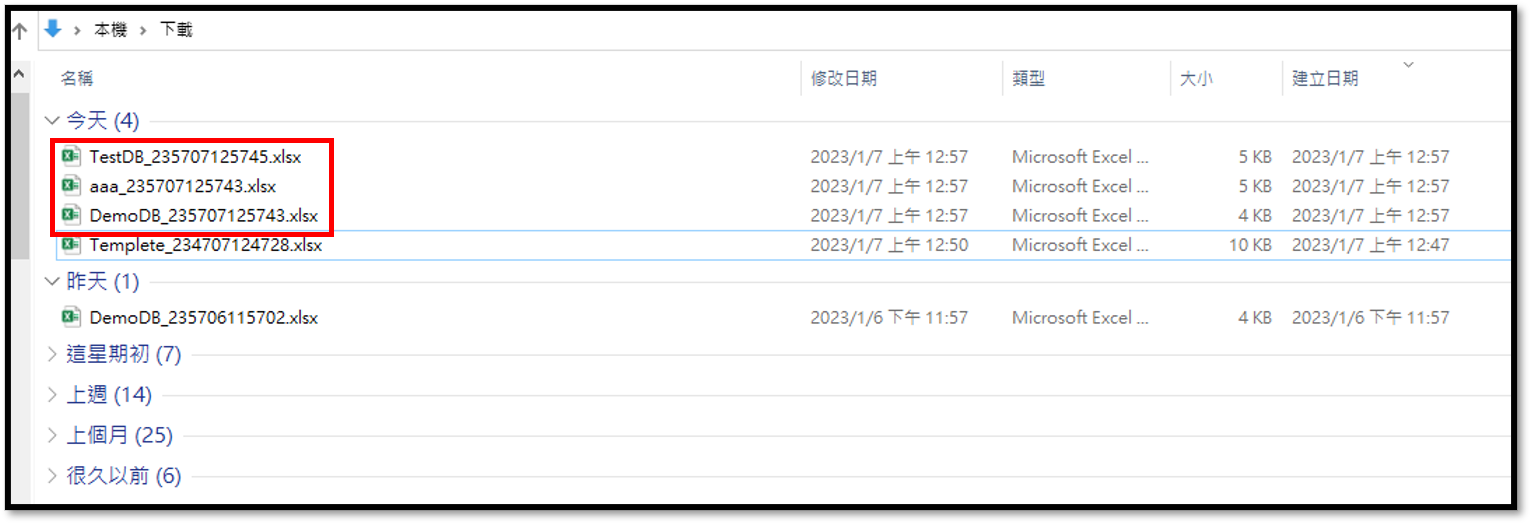 本機 下載
名稱 修改日期 類型 大小 建立日期
今天 (4)
TestDB_235707125745.xlsx 2023/1/7 上午 12:57 Microsoft Excel ... 5 KB 2023/1/7 上午 12:57
aaa_235707125743.xlsx 2023/1/7 上午 12:57 Microsoft Excel ... 5 KB 2023/1/7 上午 12:57
DemoDB_235707125743.xlsx 2023/1/7 上午 12:57 Microsoft Excel ... 4 KB 2023/1/7 上午 12:57
Templete_234707124728.xlsx 2023/1/7 上午 12:50 Microsoft Excel ... 10 KB 2023/1/7 上午 12:47
昨天 (1)
DemoDB_235706115702.xlsx 2023/1/6 下午 11:57 Microsoft Excel ... 4 KB 2023/1/6 下午 11:57
這星期初 (7)
上週 (14)
上個月 (25)
很久以前 (6)